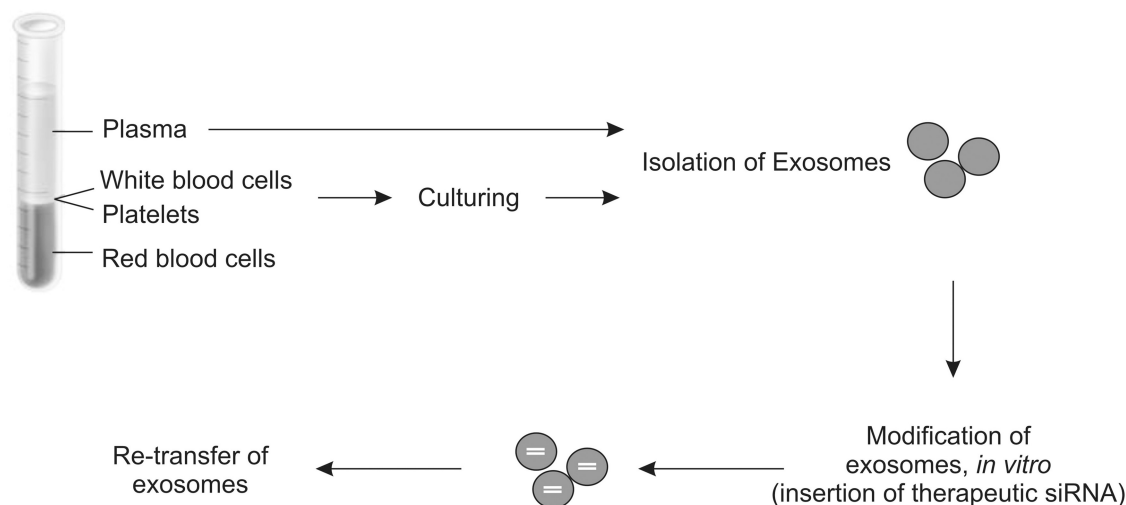 Plasma
White blood cells
Platelets
Red blood cells
Culturing
Isolation of Exosomes
Modification of
exosomes, in vitro
(insertion of therapeutic siRNA)
Re-transfer of
exosomes